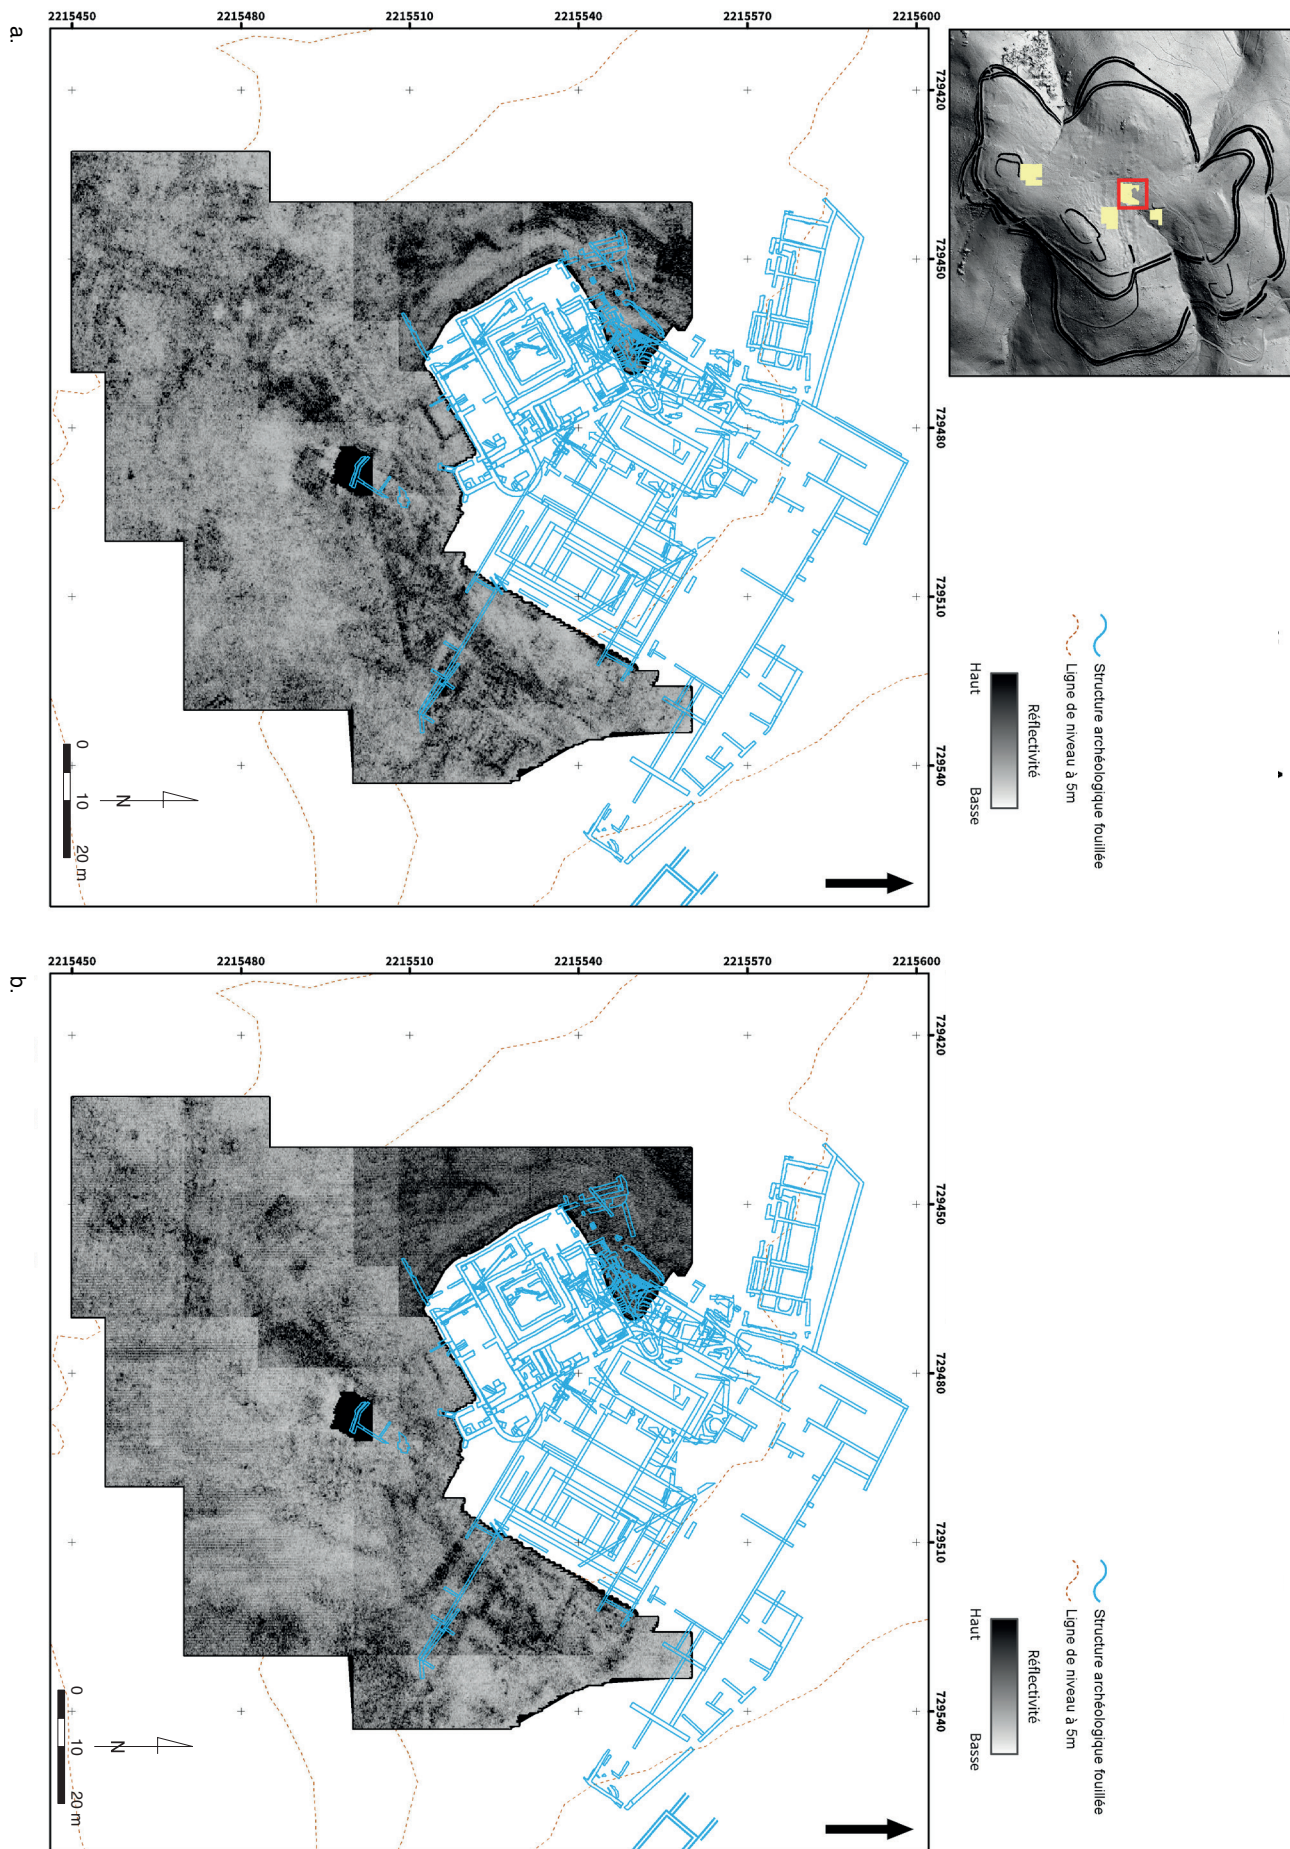 a.
2215450
2215480
2215510
2215540
2215570
2215600
729420
729450
729480
729510
729540
Structure archéologique fouillée
Ligne de niveau à 5m
Réflectivité
Haut
Basse
0
10
20 m
N
b.
2215450
2215480
2215510
2215540
2215570
2215600
729420
729450
729480
729510
729540
Structure archéologique fouillée
Ligne de niveau à 5m
Réflectivité
Haut
Basse
0
10
20 m
N